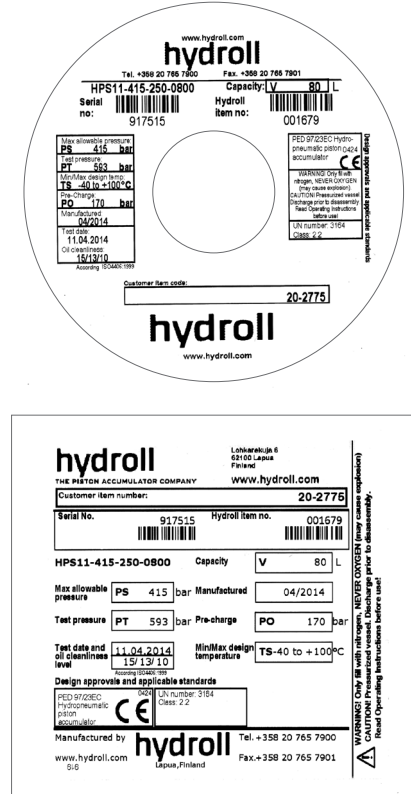 www.hydroll.com
hydroll
Tel. +358 20 765 7900 Fax. +358 20 765 7901
HPS11-415-250-0800 Capacity: V 80 L
Serial no: 917515 Hydroll item no: 001679
Max allowable pressure:
PS 415 bar
Test pressure:
PT 593 bar
Min/Max design temp:
TS -40 to +100°C
Pre-Charge:
PO 170 bar
Manufactured
04/2014
Test date:
11.04.2014
Oil cleanliness:
15/13/10
According ISO4406:1999
PED 97/23EC Hydro-
pneumatic piston 0424
accumulator CE
WARNING! Only fill with
nitrogen, NEVER OXYGEN
(may cause explosion).
CAUTION! Pressurized vessel.
Discharge prior to disassembly.
Read Operating Instructions
before use!
UN number: 3164
Class: 2.2
Design approvals and applicable standards
Customer item code:
20-2775
hydroll
www.hydroll.com
hydroll
THE PISTON ACCUMULATOR COMPANY
Lohkarekuja 6
62100 Lapua
Finland
www.hydroll.com
Customer item number: 20-2775
Serial No. 917515 Hydroll item no. 001679
HPS11-415-250-0800 Capacity V 80 L
Max allowable pressure PS 415 bar Manufactured 04/2014
Test pressure PT 593 bar Pre-charge PO 170 bar
Test date and oil cleanliness level 11.04.2014
15/13/10
According ISO4406:1999
Min/Max design temperature TS-40 to +100°C
Design approvals and applicable standards
PED 97/23EC 0424
Hydropneumatic
piston
accumulator
CE
UN number: 3164
Class: 2.2
Manufactured by hydroll Tel. +358 20 765 7900
www.hydroll.com Lapua, Finland Fax.+358 20 765 7901
WARNING! Only fill with nitrogen, NEVER OXYGEN (may cause explosion)
CAUTION! Pressurized vessel. Discharge prior to disassembly.
Read Operating Instructions before use!